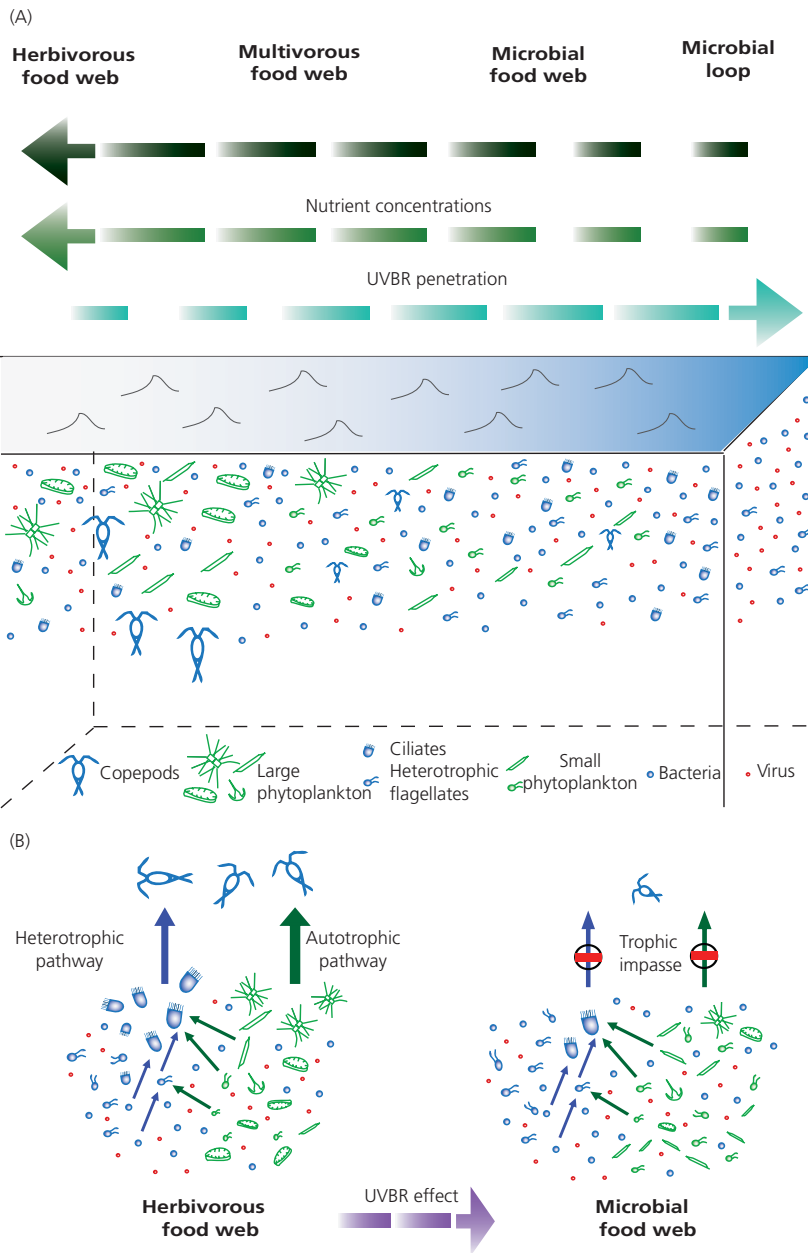 (A)
Herbivorous
food web
Multivorous
food web
Microbial
food web
Microbial
loop
Nutrient concentrations
UVBR penetration
Copepods
Large
phytoplankton
Ciliates
Heterotrophic
flagellates
Small
phytoplankton
Bacteria
Virus
(B)
Heterotrophic
pathway
Autotrophic
pathway
Trophic
impasse
Herbivorous
food web
UVBR effect
Microbial
food web